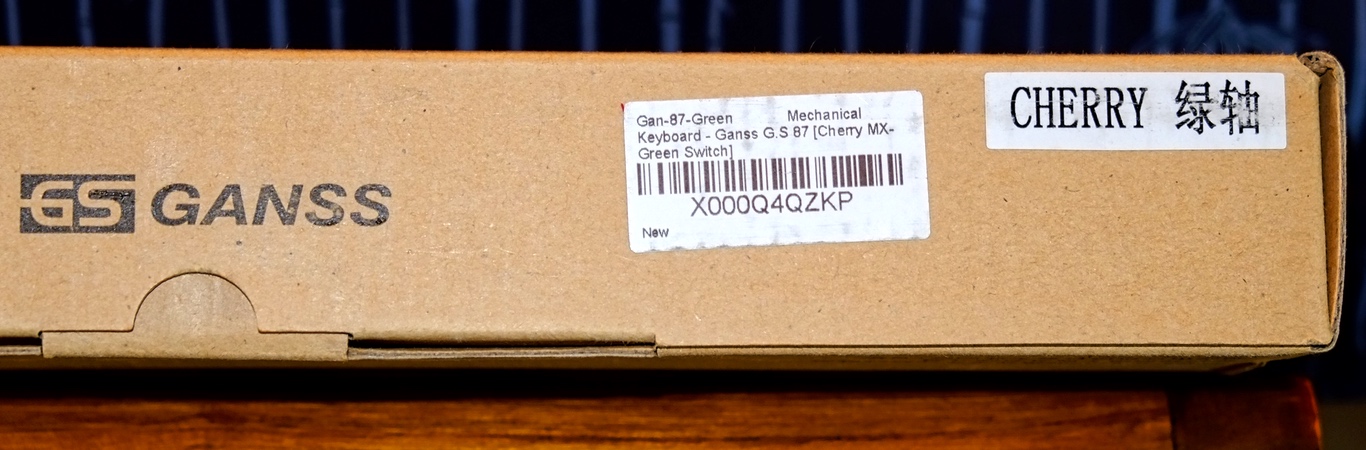 GS GANSS
Gan-87-Green Mechanical
Keyboard - Ganss G.S 87 [Cherry MX-
Green Switch]
X000Q4QZKP
New
CHERRY 绿轴